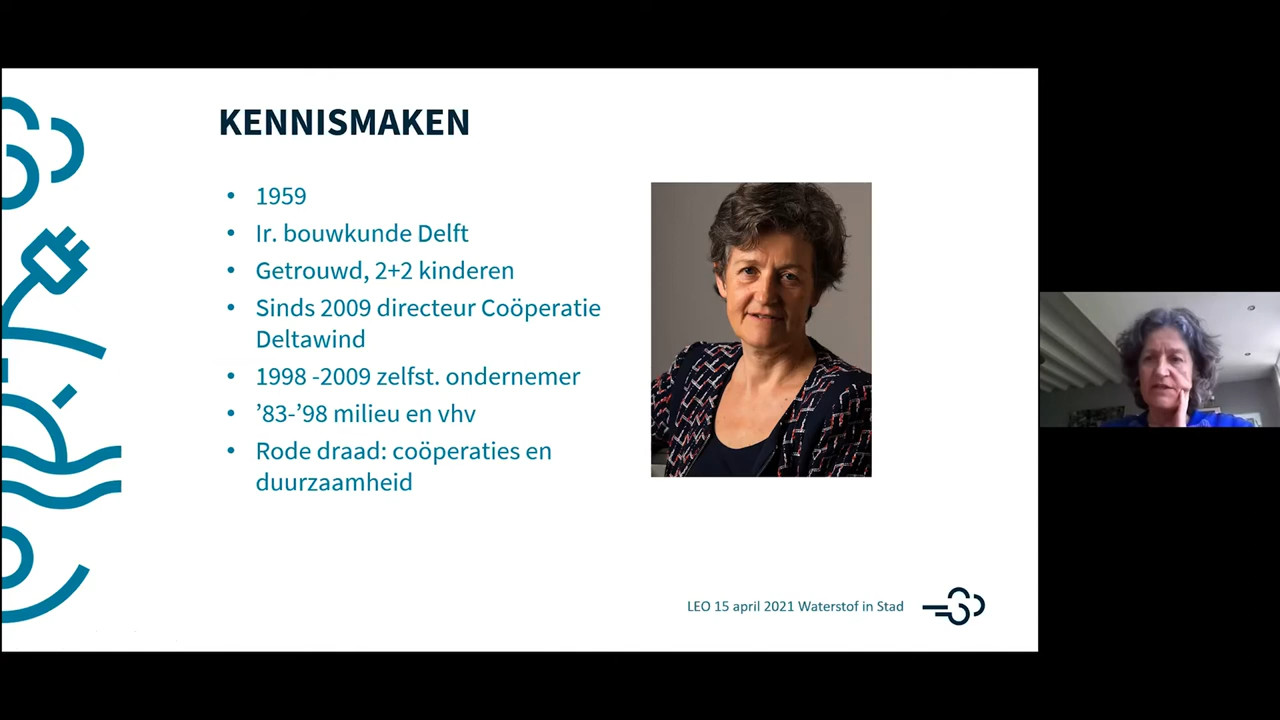 KENNISMAKEN
• 1959
• Ir. bouwkunde Delft
• Getrouwd, 2+2 kinderen
• Sinds 2009 directeur Coöperatie
Deltawind
• 1998 -2009 zelfst. ondernemer
• ’83-’98 milieu en vhv
• Rode draad: coöperaties en
duurzaamheid
LEO 15 april 2021 Waterstof in Stad